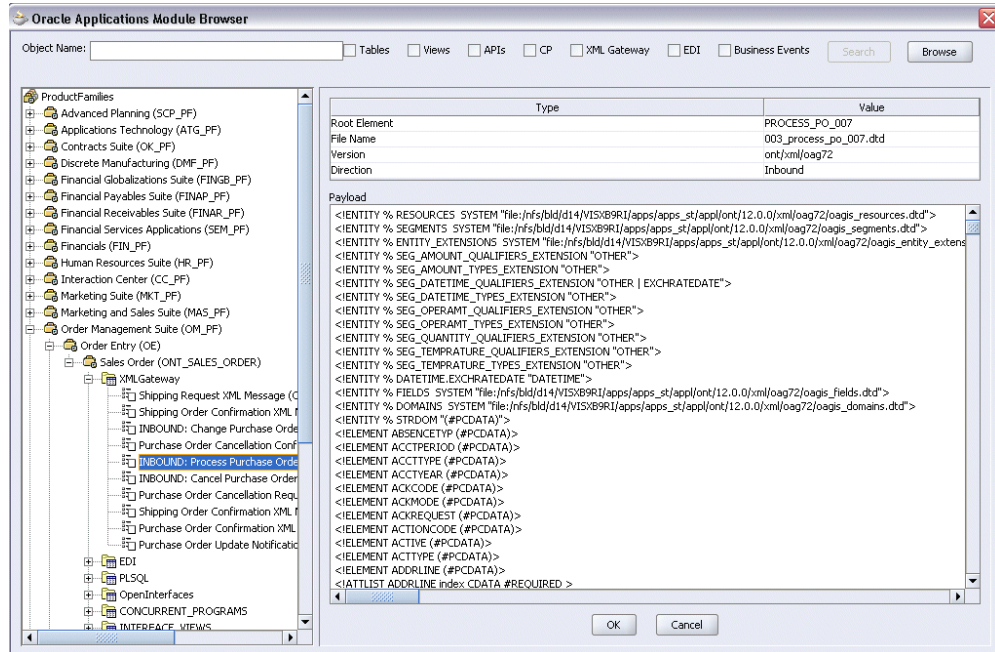 Oracle Applications Module Browser
Object Name: Tables Views APIs CP XML Gateway EDI Business Events Search Browse
ProductFamilies
Advanced Planning (SCP_PF)
Applications Technology (ATG_PF)
Contracts Suite (OK_PF)
Discrete Manufacturing (DMF_PF)
Financial Globalizations Suite (FINGB_PF)
Financial Payables Suite (FINAP_PF)
Financial Receivables Suite (FINAR_PF)
Financial Services Applications (SEM_PF)
Financials (FIN_PF)
Human Resources Suite (HR_PF)
Interaction Center (CC_PF)
Marketing Suite (MKT_PF)
Marketing and Sales Suite (MAS_PF)
Order Management Suite (OM_PF)
Order Entry (OE)
Sales Order (ONT_SALES_ORDER)
XMLGateway
Shipping Request XML Message (O
Shipping Order Confirmation XML
INBOUND: Change Purchase Orde
Purchase Order Cancellation Conf
INBOUND: Process Purchase Orde
INBOUND: Cancel Purchase Order
Purchase Order Cancellation Requ
Shipping Order Confirmation XML
Purchase Order Confirmation XML
Purchase Order Update Notificatio
EDI
PLSQL
OpenInterfaces
CONCURRENT_PROGRAMS
INTERFACE_VIEWS
Type Value
Root Element PROCESS_PO_007
File Name 003_process_po_007.dtd
Version ont/xml/oag72
Direction Inbound
Payload
<!ENTITY % RESOURCES SYSTEM "file:/nfs/bld/d14/VISXB9RI/apps/apps_st/appl/ont/12.0.0/xml/oag72/oagis_resources.dtd">
<!ENTITY % SEGMENTS SYSTEM "file:/nfs/bld/d14/VISXB9RI/apps/apps_st/appl/ont/12.0.0/xml/oag72/oagis_segments.dtd">
<!ENTITY % ENTITY_EXTENSIONS SYSTEM "file:/nfs/bld/d14/VISXB9RI/apps/apps_st/appl/ont/12.0.0/xml/oag72/oagis_entity_extens
<!ENTITY % SEG_AMOUNT_QUALIFIERS_EXTENSION "OTHER">
<!ENTITY % SEG_AMOUNT_TYPES_EXTENSION "OTHER">
<!ENTITY % SEG_DATETIME_QUALIFIERS_EXTENSION "OTHER | EXCHRATEDATE">
<!ENTITY % SEG_DATETIME_TYPES_EXTENSION "OTHER">
<!ENTITY % SEG_OPERAMT_QUALIFIERS_EXTENSION "OTHER">
<!ENTITY % SEG_OPERAMT_TYPES_EXTENSION "OTHER">
<!ENTITY % SEG_QUANTITY_QUALIFIERS_EXTENSION "OTHER">
<!ENTITY % SEG_TEMPRATURE_QUALIFIERS_EXTENSION "OTHER">
<!ENTITY % SEG_TEMPRATURE_TYPES_EXTENSION "OTHER">
<!ENTITY % DATETIME.EXCHRATEDATE "DATETIME">
<!ENTITY % FIELDS SYSTEM "file:/nfs/bld/d14/VISXB9RI/apps/apps_st/appl/ont/12.0.0/xml/oag72/oagis_fields.dtd">
<!ENTITY % DOMAINS SYSTEM "file:/nfs/bld/d14/VISXB9RI/apps/apps_st/appl/ont/12.0.0/xml/oag72/oagis_domains.dtd">
<!ENTITY % STRDOM "(#PCDATA)">
<!ELEMENT ABSENCETYP (#PCDATA)>
<!ELEMENT ACCTPERIOD (#PCDATA)>
<!ELEMENT ACCTTYPE (#PCDATA)>
<!ELEMENT ACCTYEAR (#PCDATA)>
<!ELEMENT ACKCODE (#PCDATA)>
<!ELEMENT ACKMODE (#PCDATA)>
<!ELEMENT ACKREQUEST (#PCDATA)>
<!ELEMENT ACTIONCODE (#PCDATA)>
<!ELEMENT ACTIVE (#PCDATA)>
<!ELEMENT ACTTYPE (#PCDATA)>
<!ELEMENT ADDRLINE (#PCDATA)>
<!ATTLIST ADDRLINE index CDATA #REQUIRED >
OK Cancel